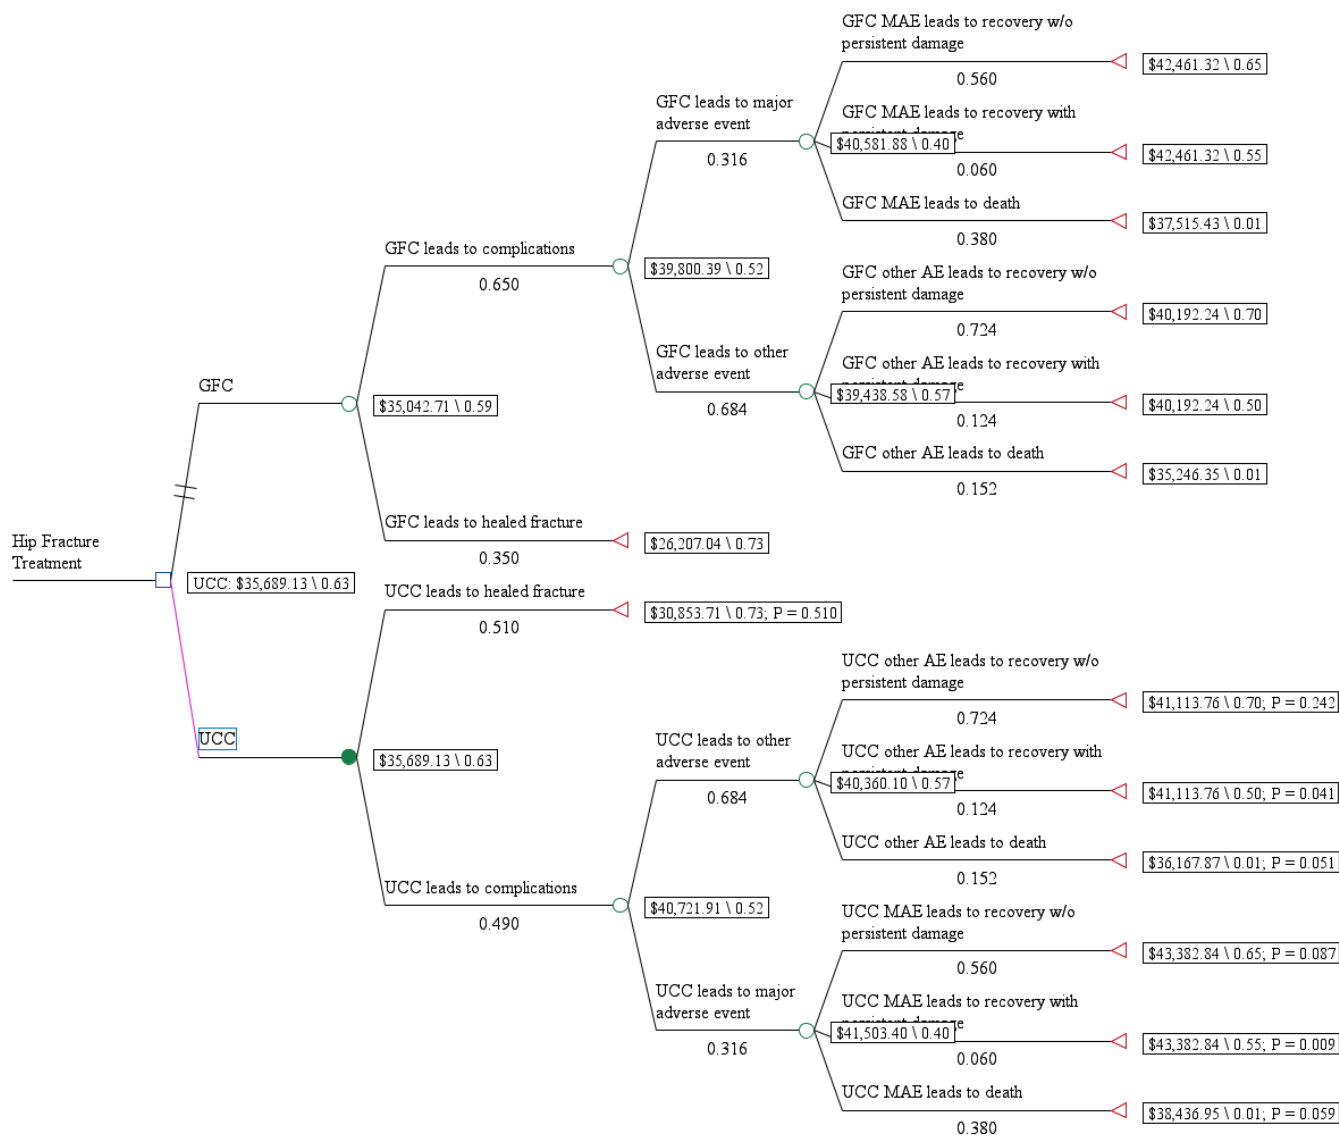 GFC MAE leads to recovery w/o
persistent damage
$42,461.32 \ 0.65
0.560
GFC leads to major
adverse event
0.316
GFC MAE leads to recovery with
$40,581.88 \ 0.40
$42,461.32 \ 0.55
0.060
GFC MAE leads to death
$37,515.43 \ 0.01
0.380
GFC leads to complications
0.650
$39,800.39 \ 0.52
GFC other AE leads to recovery w/o
persistent damage
$40,192.24 \ 0.70
0.724
GFC leads to other
adverse event
0.684
GFC other AE leads to recovery with
$39,438.58 \ 0.57
$40,192.24 \ 0.50
0.124
GFC other AE leads to death
$35,246.35 \ 0.01
0.152
GFC
$35,042.71 \ 0.59
GFC leads to healed fracture
0.350
$26,207.04 \ 0.73
Hip Fracture
Treatment
UCC: $35,689.13 \ 0.63
UCC leads to healed fracture
0.510
$30,853.71 \ 0.73; P = 0.510
UCC
$35,689.13 \ 0.63
UCC other AE leads to recovery w/o
persistent damage
$41,113.76 \ 0.70; P = 0.242
0.724
UCC leads to other
adverse event
0.684
UCC other AE leads to recovery with
$40,360.10 \ 0.57
$41,113.76 \ 0.50; P = 0.041
0.124
UCC other AE leads to death
$36,167.87 \ 0.01; P = 0.051
0.152
UCC leads to complications
0.490
$40,721.91 \ 0.52
UCC MAE leads to recovery w/o
persistent damage
$43,382.84 \ 0.65; P = 0.087
0.560
UCC leads to major
adverse event
0.316
UCC MAE leads to recovery with
$41,503.40 \ 0.40
$43,382.84 \ 0.55; P = 0.009
0.060
UCC MAE leads to death
$38,436.95 \ 0.01; P = 0.059
0.380